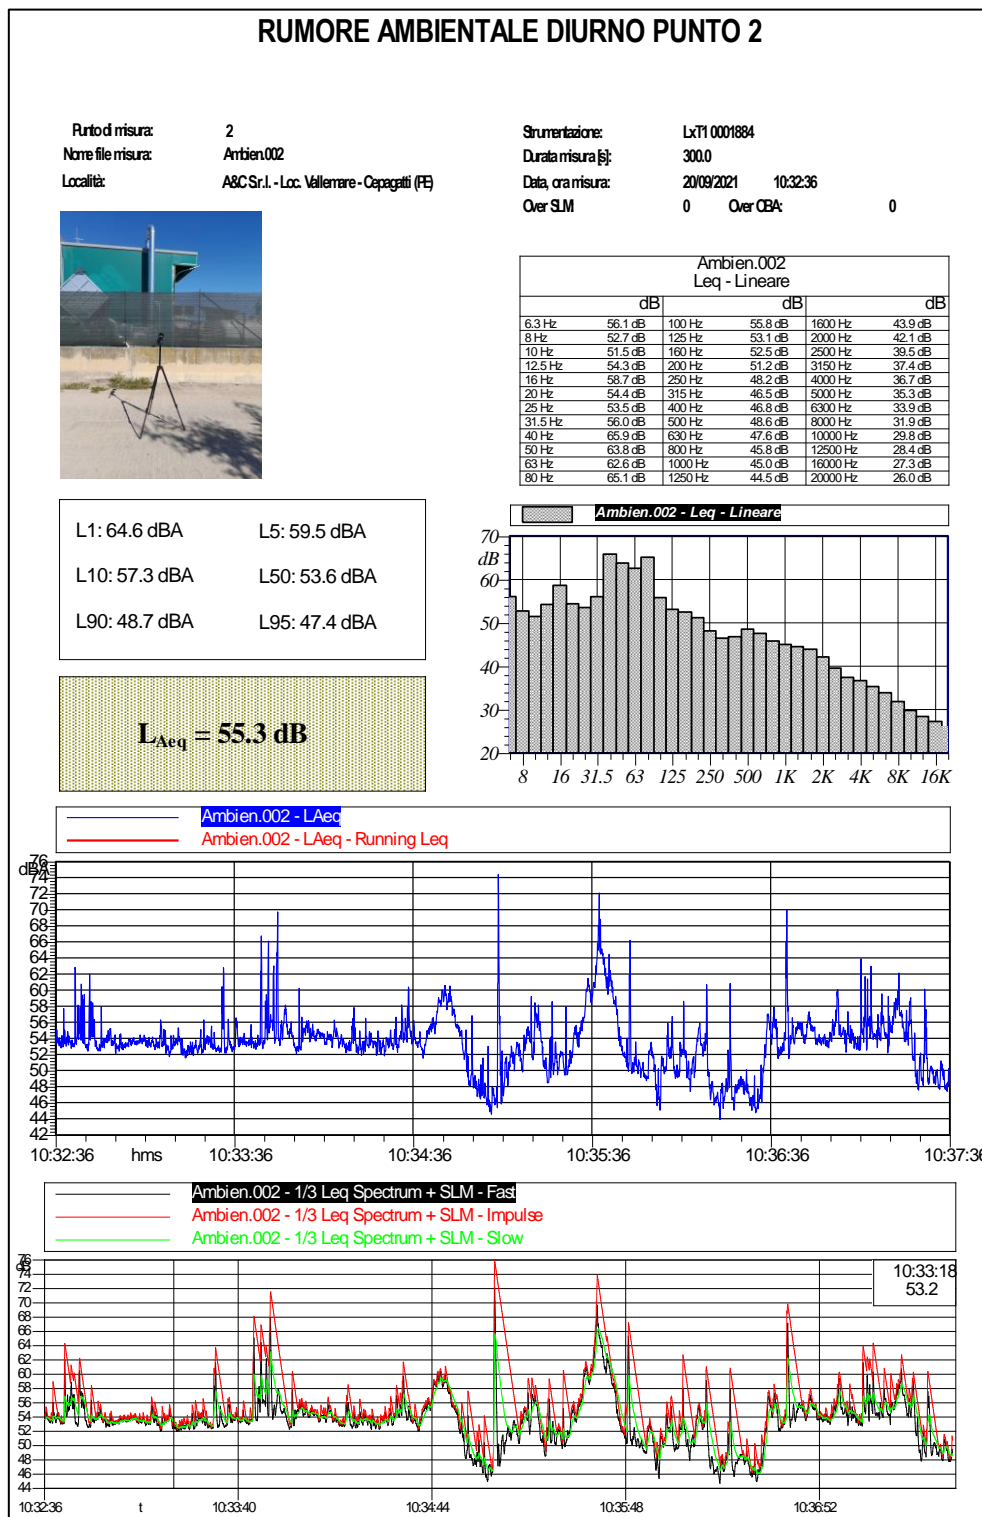 RUMORE AMBIENTALE DIURNO PUNTO 2
Punto di misura: 2
Nome file misura: Ambien.002
Località: A&C S.r.l. - Loc. Vallemare - Cepagatti (PE)
Strumentazione: LxT1 0001884
Durata misura [s]: 300.0
Data, ora misura: 20/09/2021 10:32:36
Over SLM 0 Over OBA: 0
Ambien.002
Leq - Lineare
dB dB dB
6.3 Hz 56.1 dB 100 Hz 55.8 dB 1600 Hz 43.9 dB
8 Hz 52.7 dB 125 Hz 53.1 dB 2000 Hz 42.1 dB
10 Hz 51.5 dB 160 Hz 52.5 dB 2500 Hz 39.5 dB
12.5 Hz 54.3 dB 200 Hz 51.2 dB 3150 Hz 37.4 dB
16 Hz 58.7 dB 250 Hz 48.2 dB 4000 Hz 36.7 dB
20 Hz 54.4 dB 315 Hz 46.5 dB 5000 Hz 35.3 dB
25 Hz 53.5 dB 400 Hz 46.8 dB 6300 Hz 33.9 dB
31.5 Hz 56.0 dB 500 Hz 48.6 dB 8000 Hz 31.9 dB
40 Hz 65.9 dB 630 Hz 47.6 dB 10000 Hz 29.8 dB
50 Hz 63.8 dB 800 Hz 45.8 dB 12500 Hz 28.4 dB
63 Hz 62.6 dB 1000 Hz 45.0 dB 16000 Hz 27.3 dB
80 Hz 65.1 dB 1250 Hz 44.5 dB 20000 Hz 26.0 dB
L1: 64.6 dBA L5: 59.5 dBA
L10: 57.3 dBA L50: 53.6 dBA
L90: 48.7 dBA L95: 47.4 dBA
LAeq = 55.3 dB
Ambien.002 - Leq - Lineare
70
dB
60
50
40
30
20
8 16 31.5 63 125 250 500 1K 2K 4K 8K 16K
Ambien.002 - LAeq
Ambien.002 - LAeq - Running Leq
76
dBA
74
72
70
68
66
64
62
60
58
56
54
52
50
48
46
44
42
10:32:36 hms 10:33:36 10:34:36 10:35:36 10:36:36 10:37:36
Ambien.002 - 1/3 Leq Spectrum + SLM - Fast
Ambien.002 - 1/3 Leq Spectrum + SLM - Impulse
Ambien.002 - 1/3 Leq Spectrum + SLM - Slow
76
dB
74
72
70
68
66
64
62
60
58
56
54
52
50
48
46
44
10:33:18
53.2
10:32:36 t 10:33:40 10:34:44 10:35:48 10:36:52